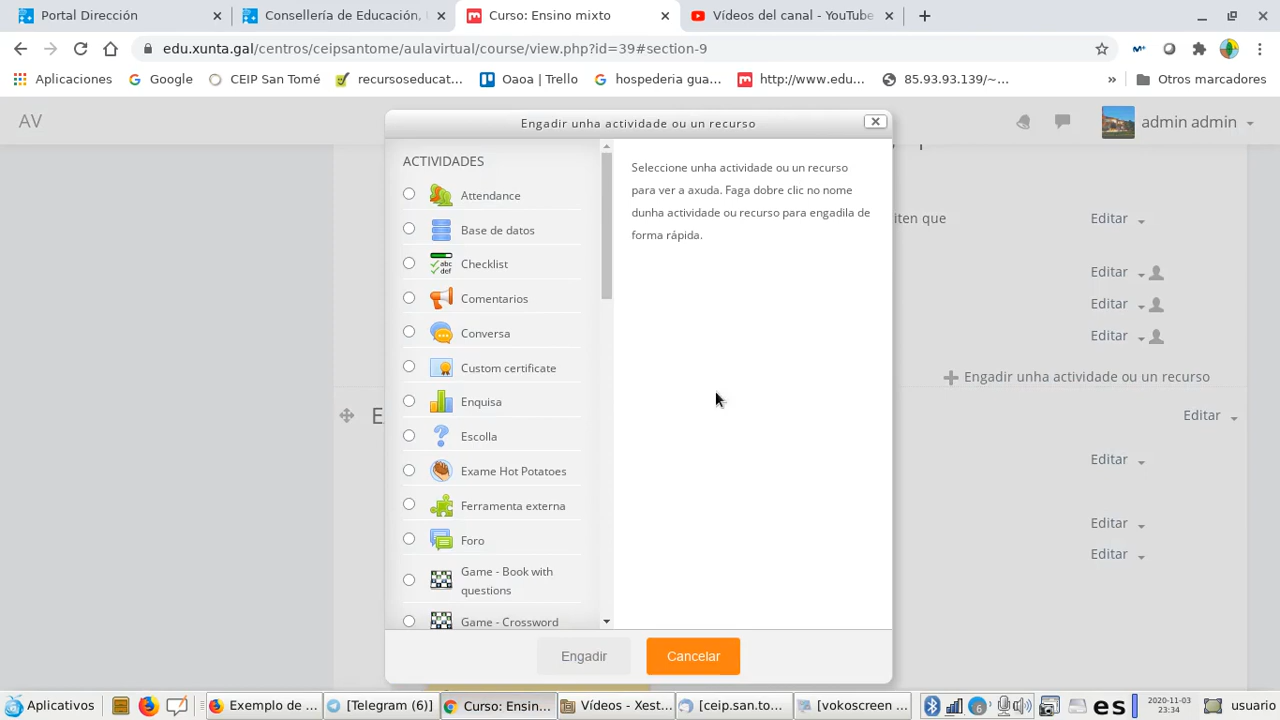 Portal Dirección
Consellería de Educación,
Curso: Ensino mixto
Vídeos del canal - YouTube
edu.xunta.gal/centros/ceipsantome/aulavirtual/course/view.php?id=39#section-9
Aplicaciones
Google
CEIP San Tomé
recursoseducat...
Oaoa | Trello
hospederia gua...
http://www.edu...
85.93.93.139/~...
»
Otros marcadores
AV
admin admin
Engadir unha actividade ou un recurso
ACTIVIDADES
Attendance
Base de datos
Checklist
Comentarios
Conversa
Custom certificate
Enquisa
Escolla
Exame Hot Potatoes
Ferramenta externa
Foro
Game - Book with
questions
Game - Crossword
Seleccione unha actividade ou un recurso
para ver a axuda. Faga dobre clic no nome
dunha actividade ou recurso para engadila de
forma rápida.
iten que
Editar
Editar
Editar
Editar
Engadir unha actividade ou un recurso
E
Editar
Editar
Editar
Editar
Engadir
Cancelar
Aplicativos
Exemplo de ...
[Telegram (6)]
Curso: Ensin...
Vídeos - Xest...
[ceip.san.to...
[vokoscreen ...
6
es
2020-11-03
23:34
usuario